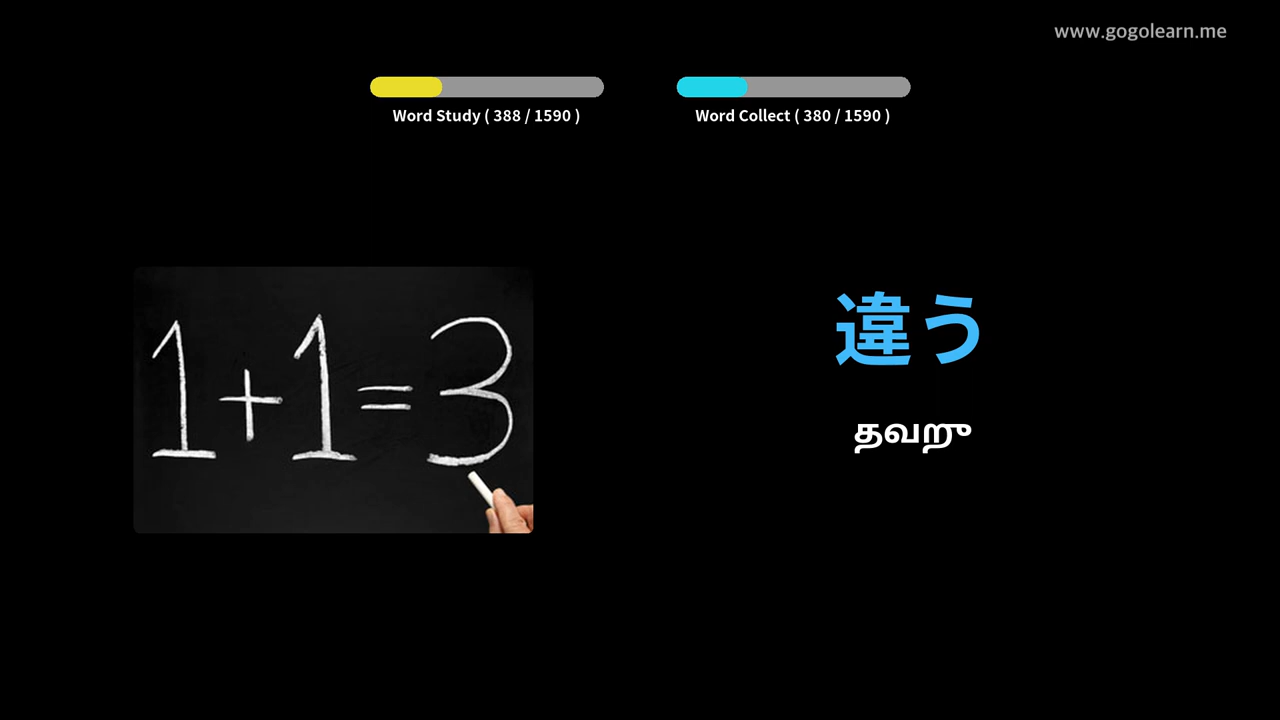 www.gogolearn.me
Word Study ( 388 / 1590 )
Word Collect ( 380 / 1590 )
1+1=3
違う
தவறு